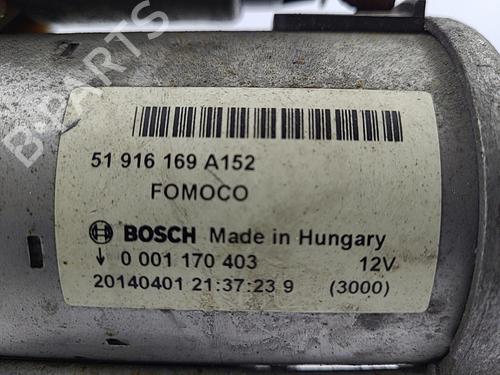 B-PARTS
51 916 169 A152
FOMOCO
BOSCH Made in Hungary
0 001 170 403 12V
20140401 21:37:23 9 (3000)